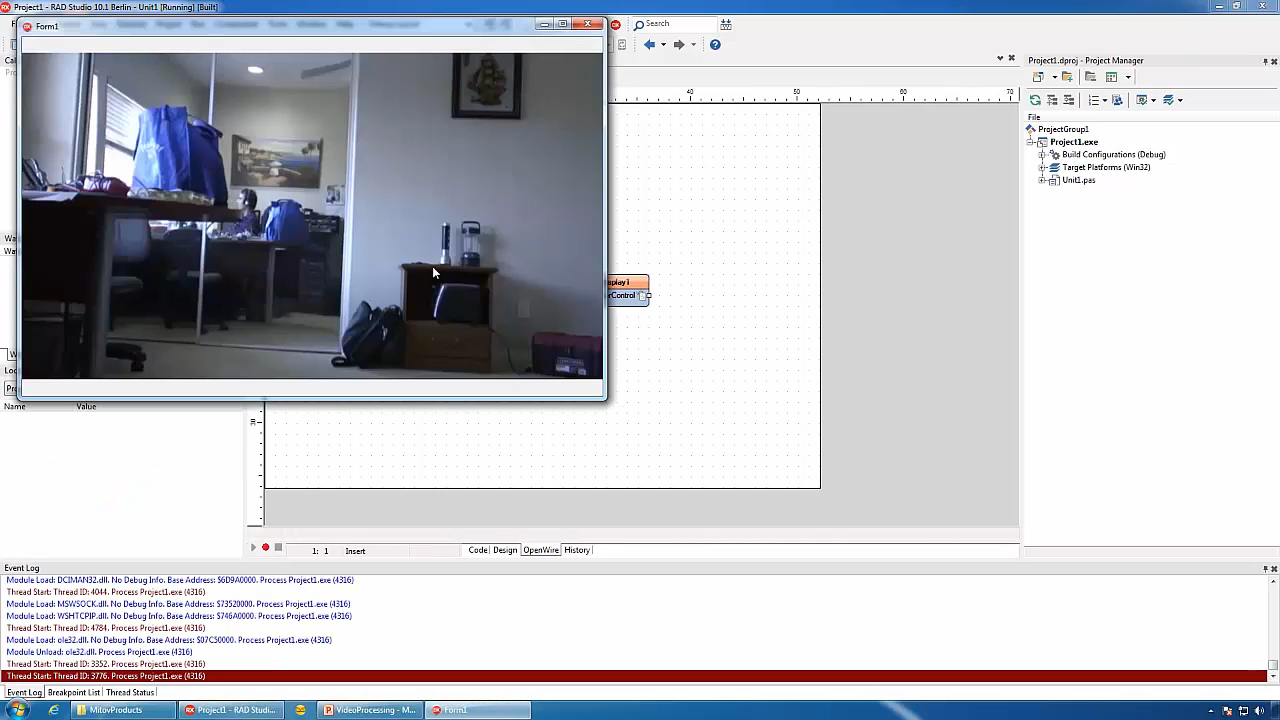 Project1 - RAD Studio 10.1 Berlin - Unit1 [Running] [Built]
Form1
Search
Project1.dproj - Project Manager
40
50
60
70
File
ProjectGroup1
Project1.exe
Build Configurations (Debug)
Target Platforms (Win32)
Unit1.pas
Name
Value
1: 1
Insert
Code
Design
OpenWire
History
Event Log
Module Load: DCIMAN32.dll. No Debug Info. Base Address: $6D9A0000. Process Project1.exe (4316)
Thread Start: Thread ID: 4044. Process Project1.exe (4316)
Module Load: MSWSOCK.dll. No Debug Info. Base Address: $73520000. Process Project1.exe (4316)
Module Load: WSHTCPIP.dll. No Debug Info. Base Address: $746A0000. Process Project1.exe (4316)
Thread Start: Thread ID: 4784. Process Project1.exe (4316)
Module Load: ole32.dll. No Debug Info. Base Address: $07C50000. Process Project1.exe (4316)
Module Unload: ole32.dll. Process Project1.exe (4316)
Thread Start: Thread ID: 3352. Process Project1.exe (4316)
Thread Start: Thread ID: 3776. Process Project1.exe (4316)
Event Log
Breakpoint List
Thread Status
MitovProducts
Project1 - RAD Studi...
VideoProcessing - M...
Form1